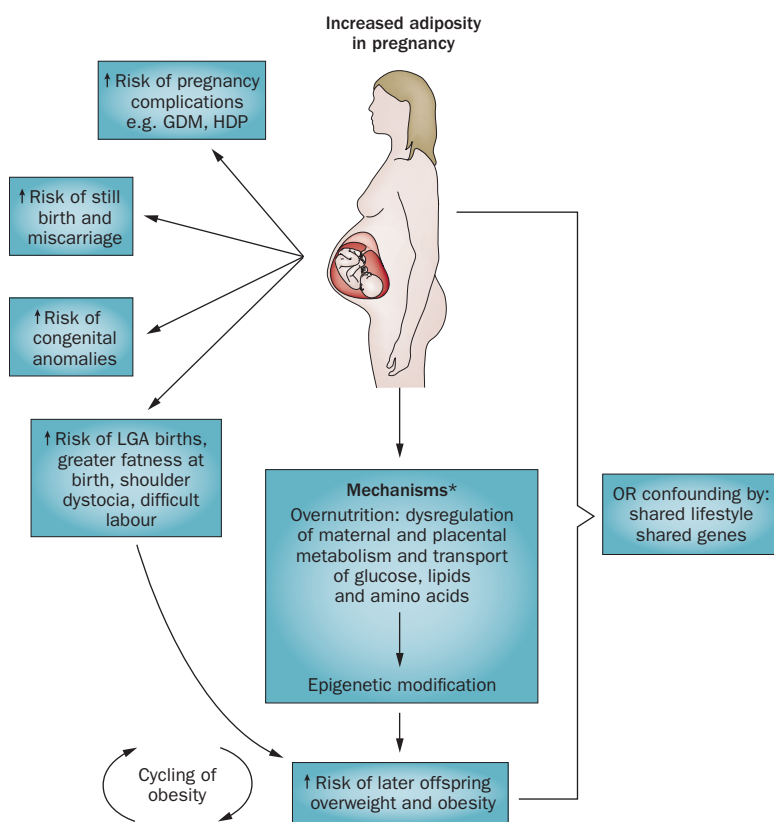 Increased adiposity
in pregnancy
↑ Risk of pregnancy
complications
e.g. GDM, HDP
↑ Risk of still
birth and
miscarriage
↑ Risk of
congenital
anomalies
↑ Risk of LGA births,
greater fatness at
birth, shoulder
dystocia, difficult
labour
Mechanisms*
Overnutrition: dysregulation
of maternal and placental
metabolism and transport
of glucose, lipids
and amino acids
Epigenetic modification
OR confounding by:
shared lifestyle
shared genes
Cycling of
obesity
↑ Risk of later offspring
overweight and obesity